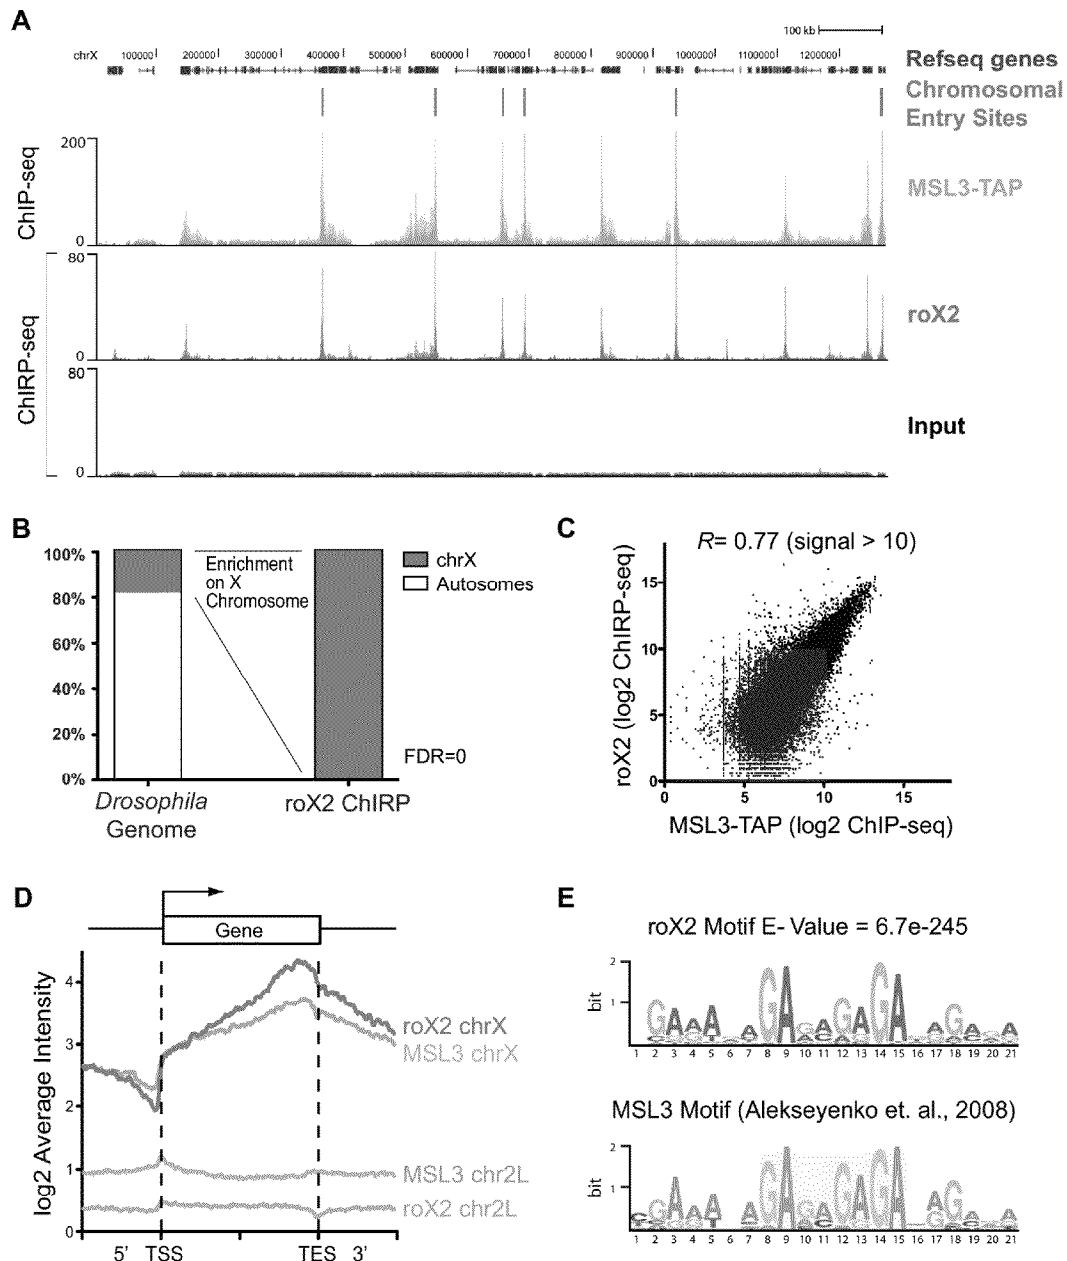 A
100 kb
chrX 100000 200000 300000 400000 500000 600000 700000 800000 900000 1000000 1100000 1200000
Refseq genes
Chromosomal
Entry Sites
ChIP-seq
200
0
MSL3-TAP
ChIRP-seq
80
0
roX2
80
0
Input
B
100%
80%
60%
40%
20%
0%
Enrichment
on X
Chromosome
chrX
Autosomes
FDR=0
Drosophila
Genome
roX2 ChIRP
C
R= 0.77 (signal > 10)
roX2 (log2 ChIRP-seq)
15
10
5
0
0 5 10 15
MSL3-TAP (log2 ChIP-seq)
D
Gene
log2 Average Intensity
4
3
2
1
0
roX2 chrX
MSL3 chrX
MSL3 chr2L
roX2 chr2L
5' TSS TES 3'
E
roX2 Motif E- Value = 6.7e-245
bit
2
1
1 2 3 4 5 6 7 8 9 10 11 12 13 14 15 16 17 18 19 20 21
MSL3 Motif (Alekseyenko et. al., 2008)
bit
2
1
1 2 3 4 5 6 7 8 9 10 11 12 13 14 15 16 17 18 19 20 21